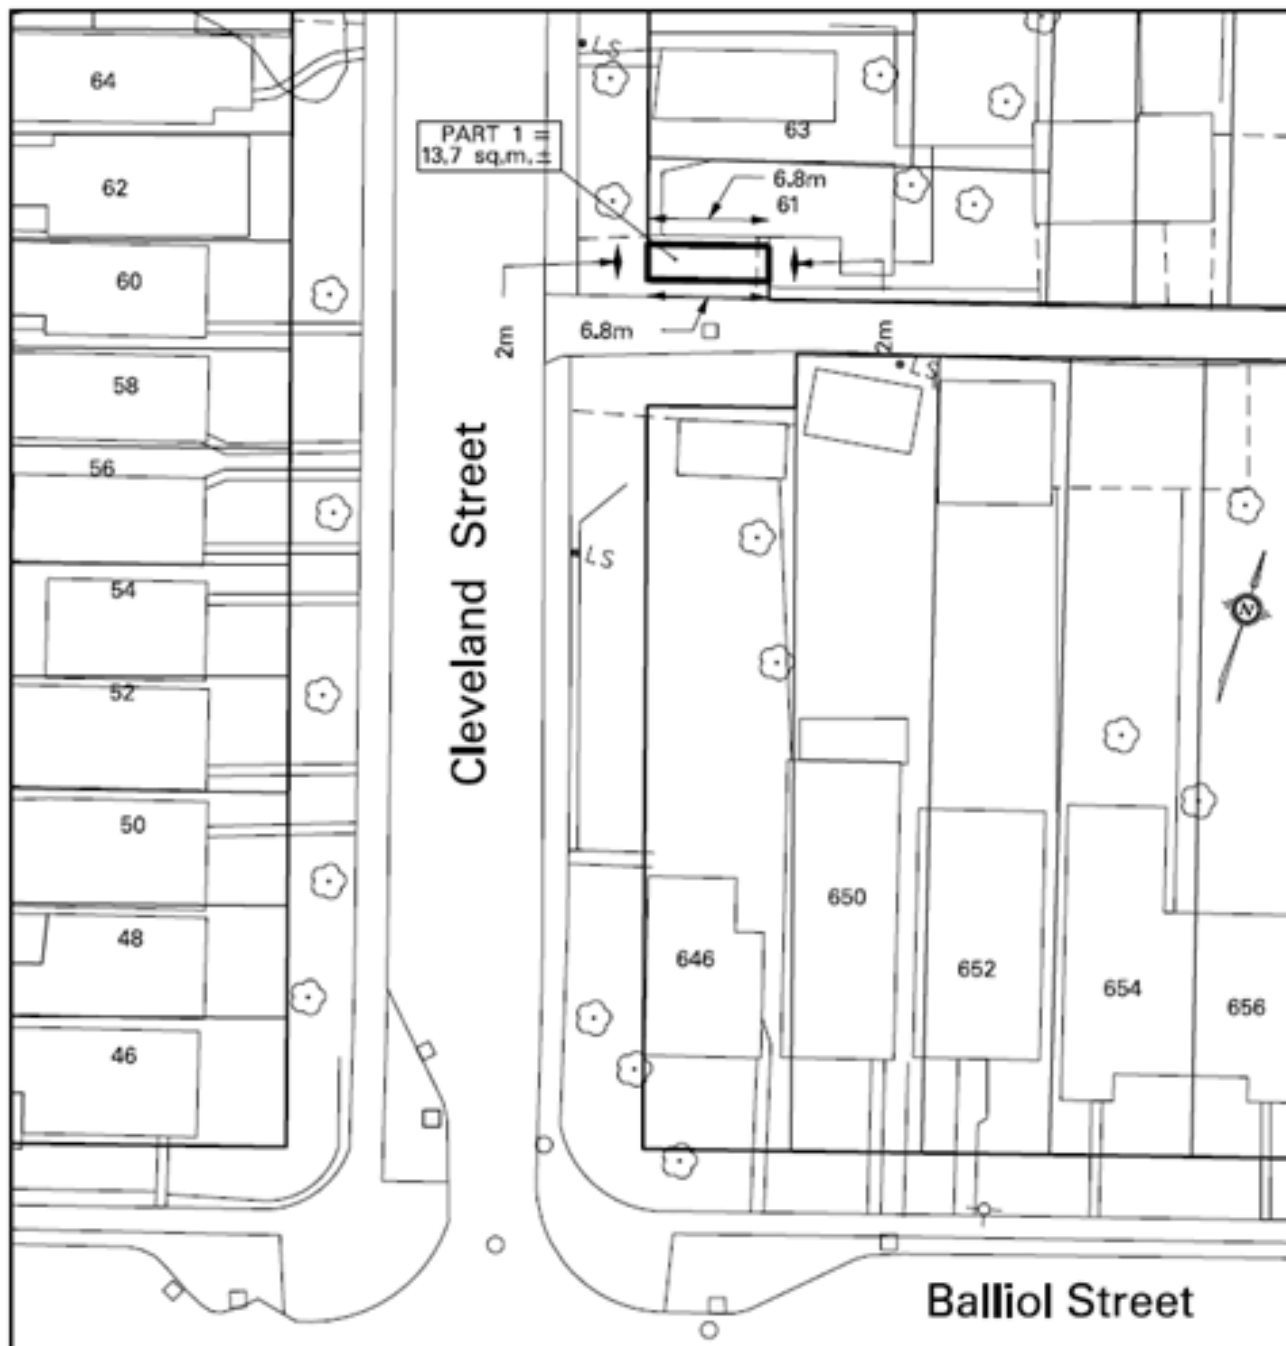 64
LS
63
PART 1 =
13.7 sq.m.±
62
6.8m
61
60
6.8m
2m
2m
58
LS
56
Cleveland Street
LS
54
N
52
50
650
48
646
652
654
656
46
Balliol Street